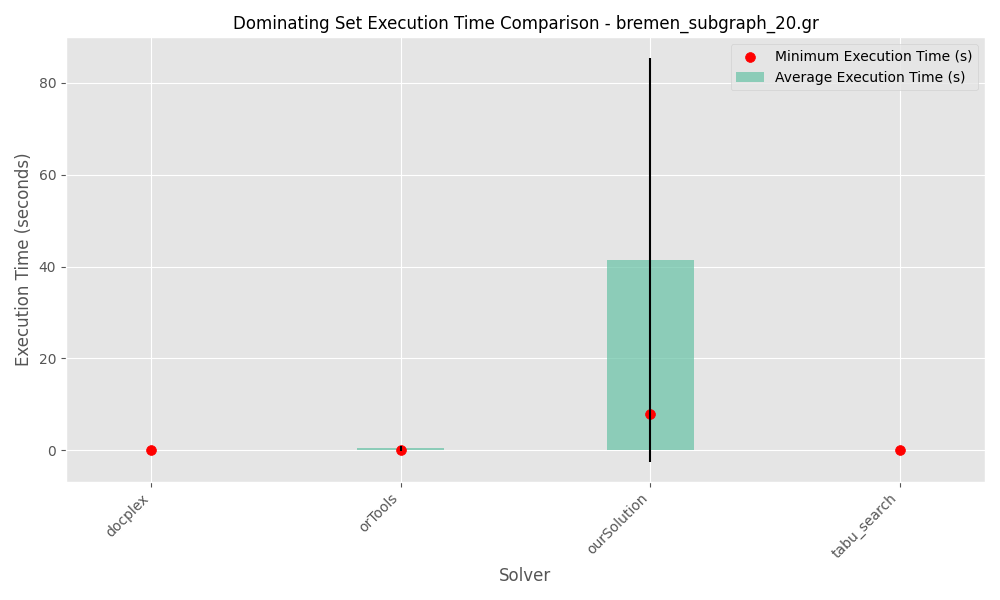 Dominating Set Execution Time Comparison - bremen_subgraph_20.gr
Minimum Execution Time (s)
Average Execution Time (s)
Execution Time (seconds)
80
60
40
20
0
docplex
orTools
ourSolution
tabu_search
Solver